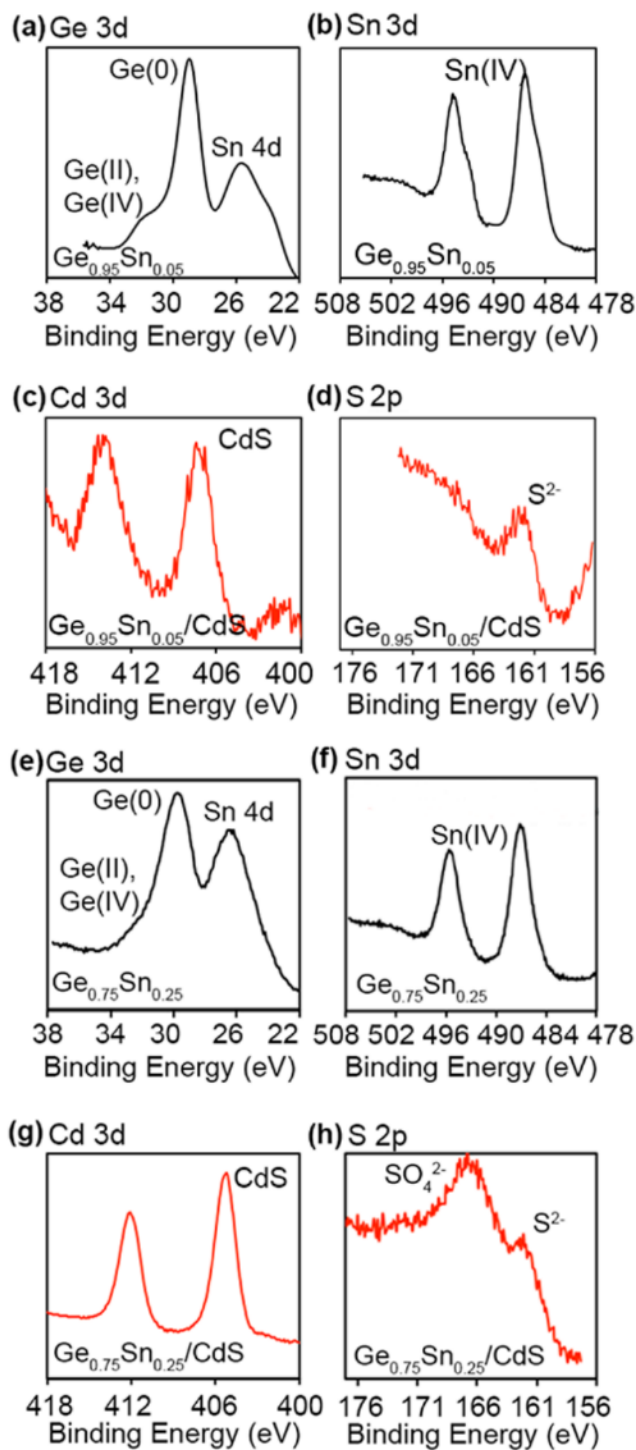 (a) Ge 3d
Ge(0)
Sn 4d
Ge(II),
Ge(IV)
Ge0.95Sn0.05
38 34 30 26 22
Binding Energy (eV)
(b) Sn 3d
Sn(IV)
Ge0.95Sn0.05
508 502 496 490 484 478
Binding Energy (eV)
(c) Cd 3d
CdS
Ge0.95Sn0.05/CdS
418 412 406 400
Binding Energy (eV)
(d) S 2p
S2-
Ge0.95Sn0.05/CdS
176 171 166 161 156
Binding Energy (eV)
(e) Ge 3d
Ge(0)
Sn 4d
Ge(II),
Ge(IV)
Ge0.75Sn0.25
38 34 30 26 22
Binding Energy (eV)
(f) Sn 3d
Sn(IV)
Ge0.75Sn0.25
508 502 496 490 484 478
Binding Energy (eV)
(g) Cd 3d
CdS
Ge0.75Sn0.25/CdS
418 412 406 400
Binding Energy (eV)
(h) S 2p
SO42-
S2-
Ge0.75Sn0.25/CdS
176 171 166 161 156
Binding Energy (eV)